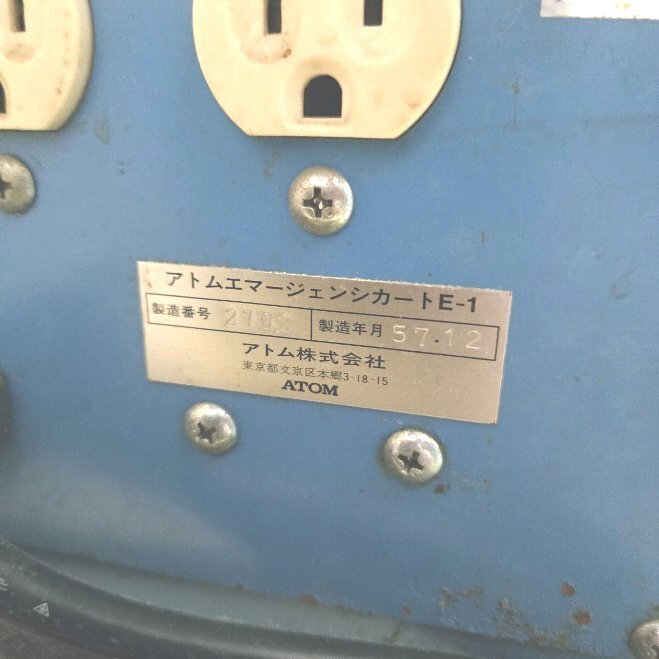 アトムエマージェンシカートE-1
製造番号 2702 製造年月 57.12
アトム株式会社
東京都文京区本郷3-18-15
ATOM